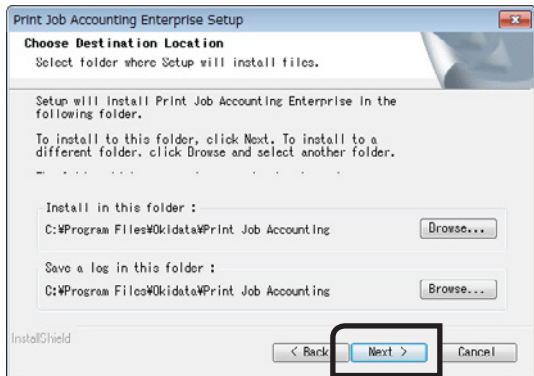 Print Job Accounting Enterprise Setup
Choose Destination Location
Select folder where Setup will install files.
Setup will install Print Job Accounting Enterprise in the
following folder.
To install to this folder, click Next. To install to a
different folder. click Browse and select another folder.
Install in this folder :
C:¥Program Files¥Okidata¥Print Job Accounting
Browse...
Save a log in this folder :
C:¥Program Files¥Okidata¥Print Job Accounting
Browse...
InstallShield
< Back
Next >
Cancel